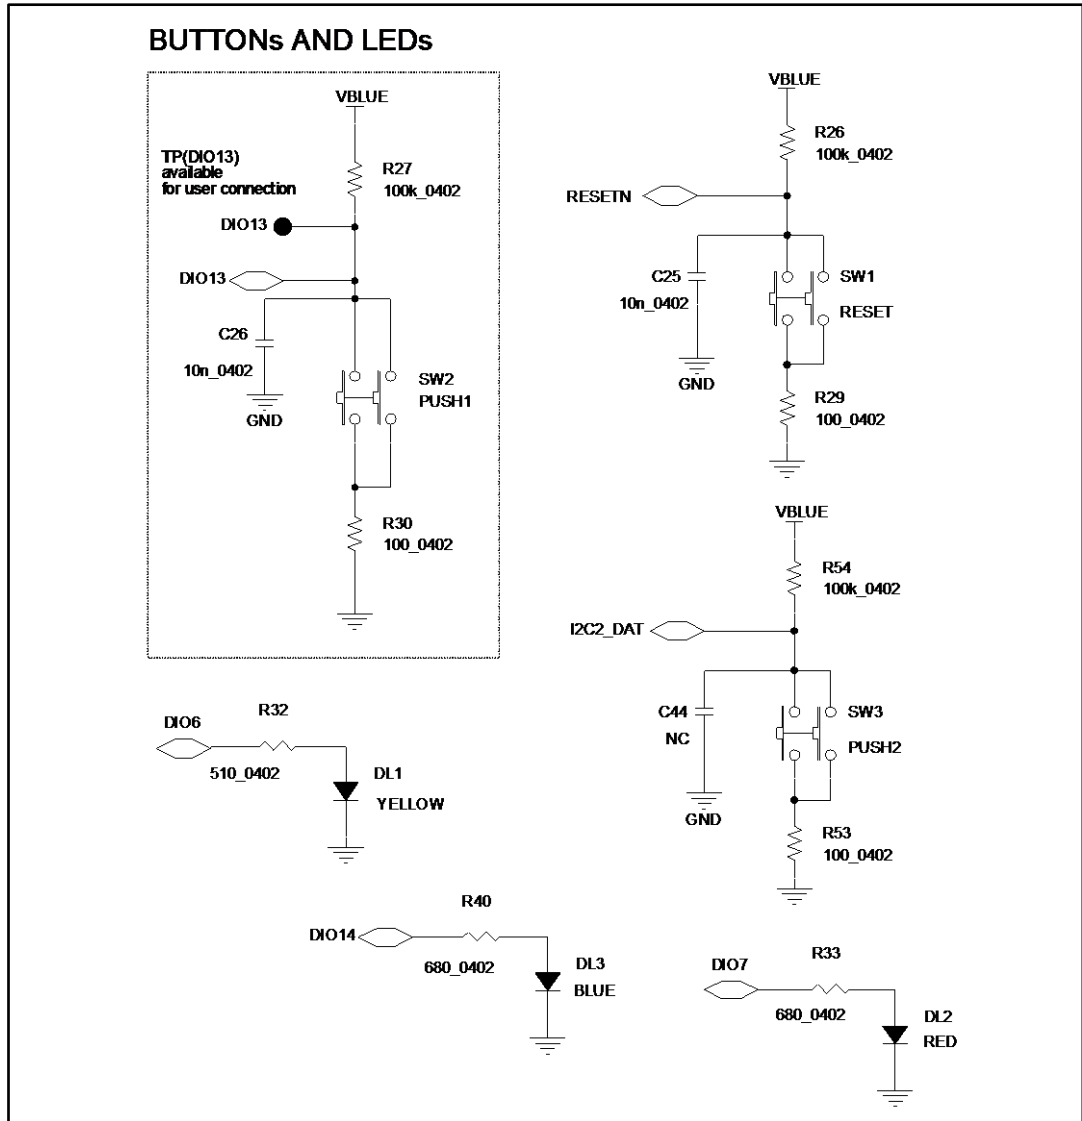 BUTTONs AND LEDs
VBLUE
TP(DIO13)
available
for user connection
R27
100k_0402
DIO13
DIO13
C26
10n_0402
GND
SW2
PUSH1
R30
100_0402
VBLUE
R26
100k_0402
RESETN
C25
10n_0402
GND
SW1
RESET
R29
100_0402
VBLUE
R54
100k_0402
I2C2_DAT
C44
NC
GND
SW3
PUSH2
R53
100_0402
DIO6
R32
510_0402
DL1
YELLOW
DIO14
R40
680_0402
DL3
BLUE
DIO7
R33
680_0402
DL2
RED